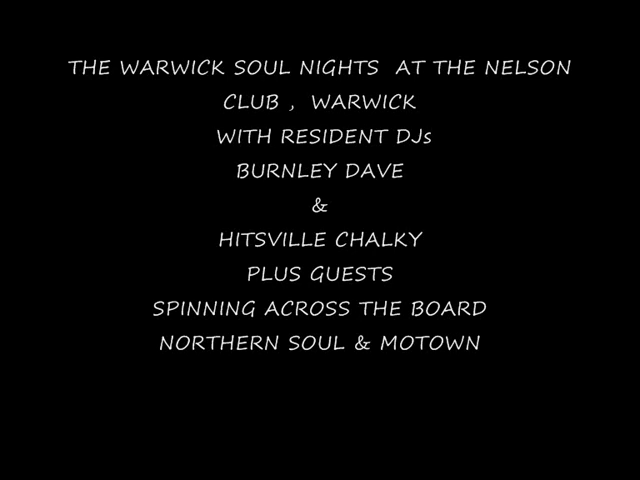 THE WARWICK SOUL NIGHTS  AT THE NELSON
CLUB ,  WARWICK
WITH RESIDENT DJs
BURNLEY DAVE
&
HITSVILLE CHALKY
PLUS GUESTS
SPINNING ACROSS THE BOARD
NORTHERN SOUL & MOTOWN